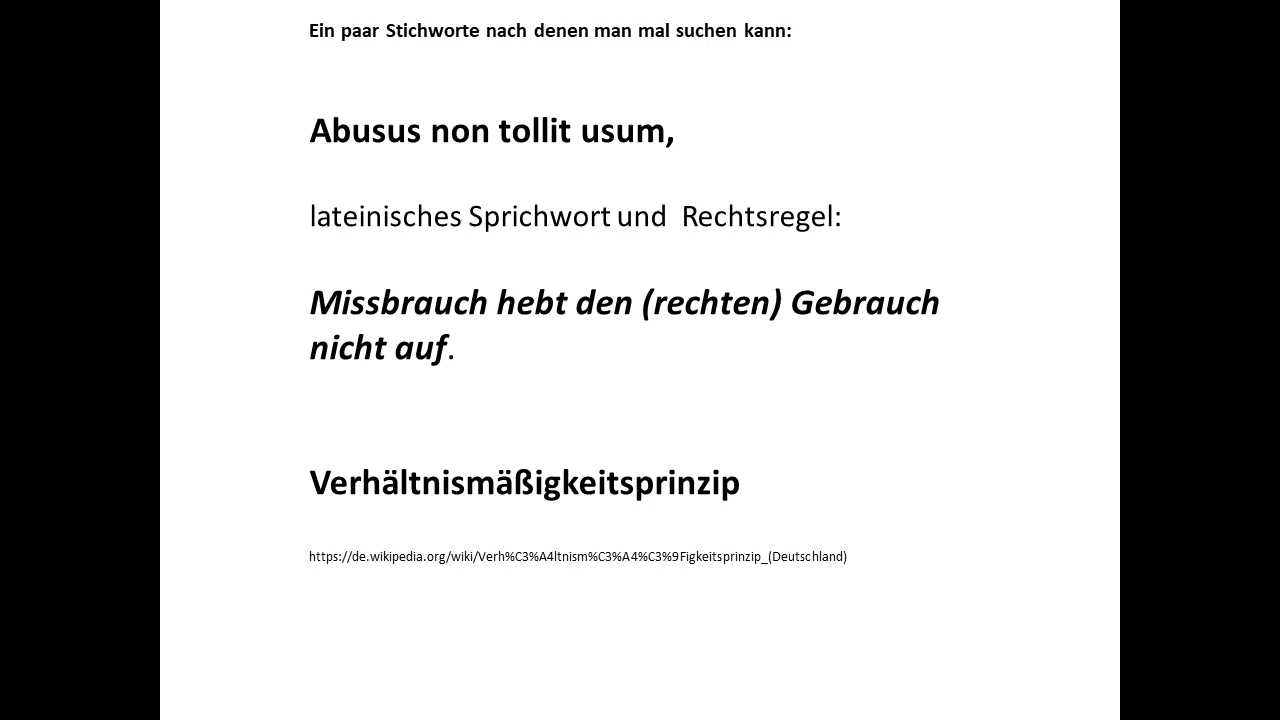 Ein paar Stichworte nach denen man mal suchen kann:
Abusus non tollit usum,
lateinisches Sprichwort und Rechtsregel:
Missbrauch hebt den (rechten) Gebrauch
nicht auf.
Verhältnismäßigkeitsprinzip
https://de.wikipedia.org/wiki/Verh%C3%A4ltnism%C3%A4%C3%9Figkeitsprinzip_(Deutschland)